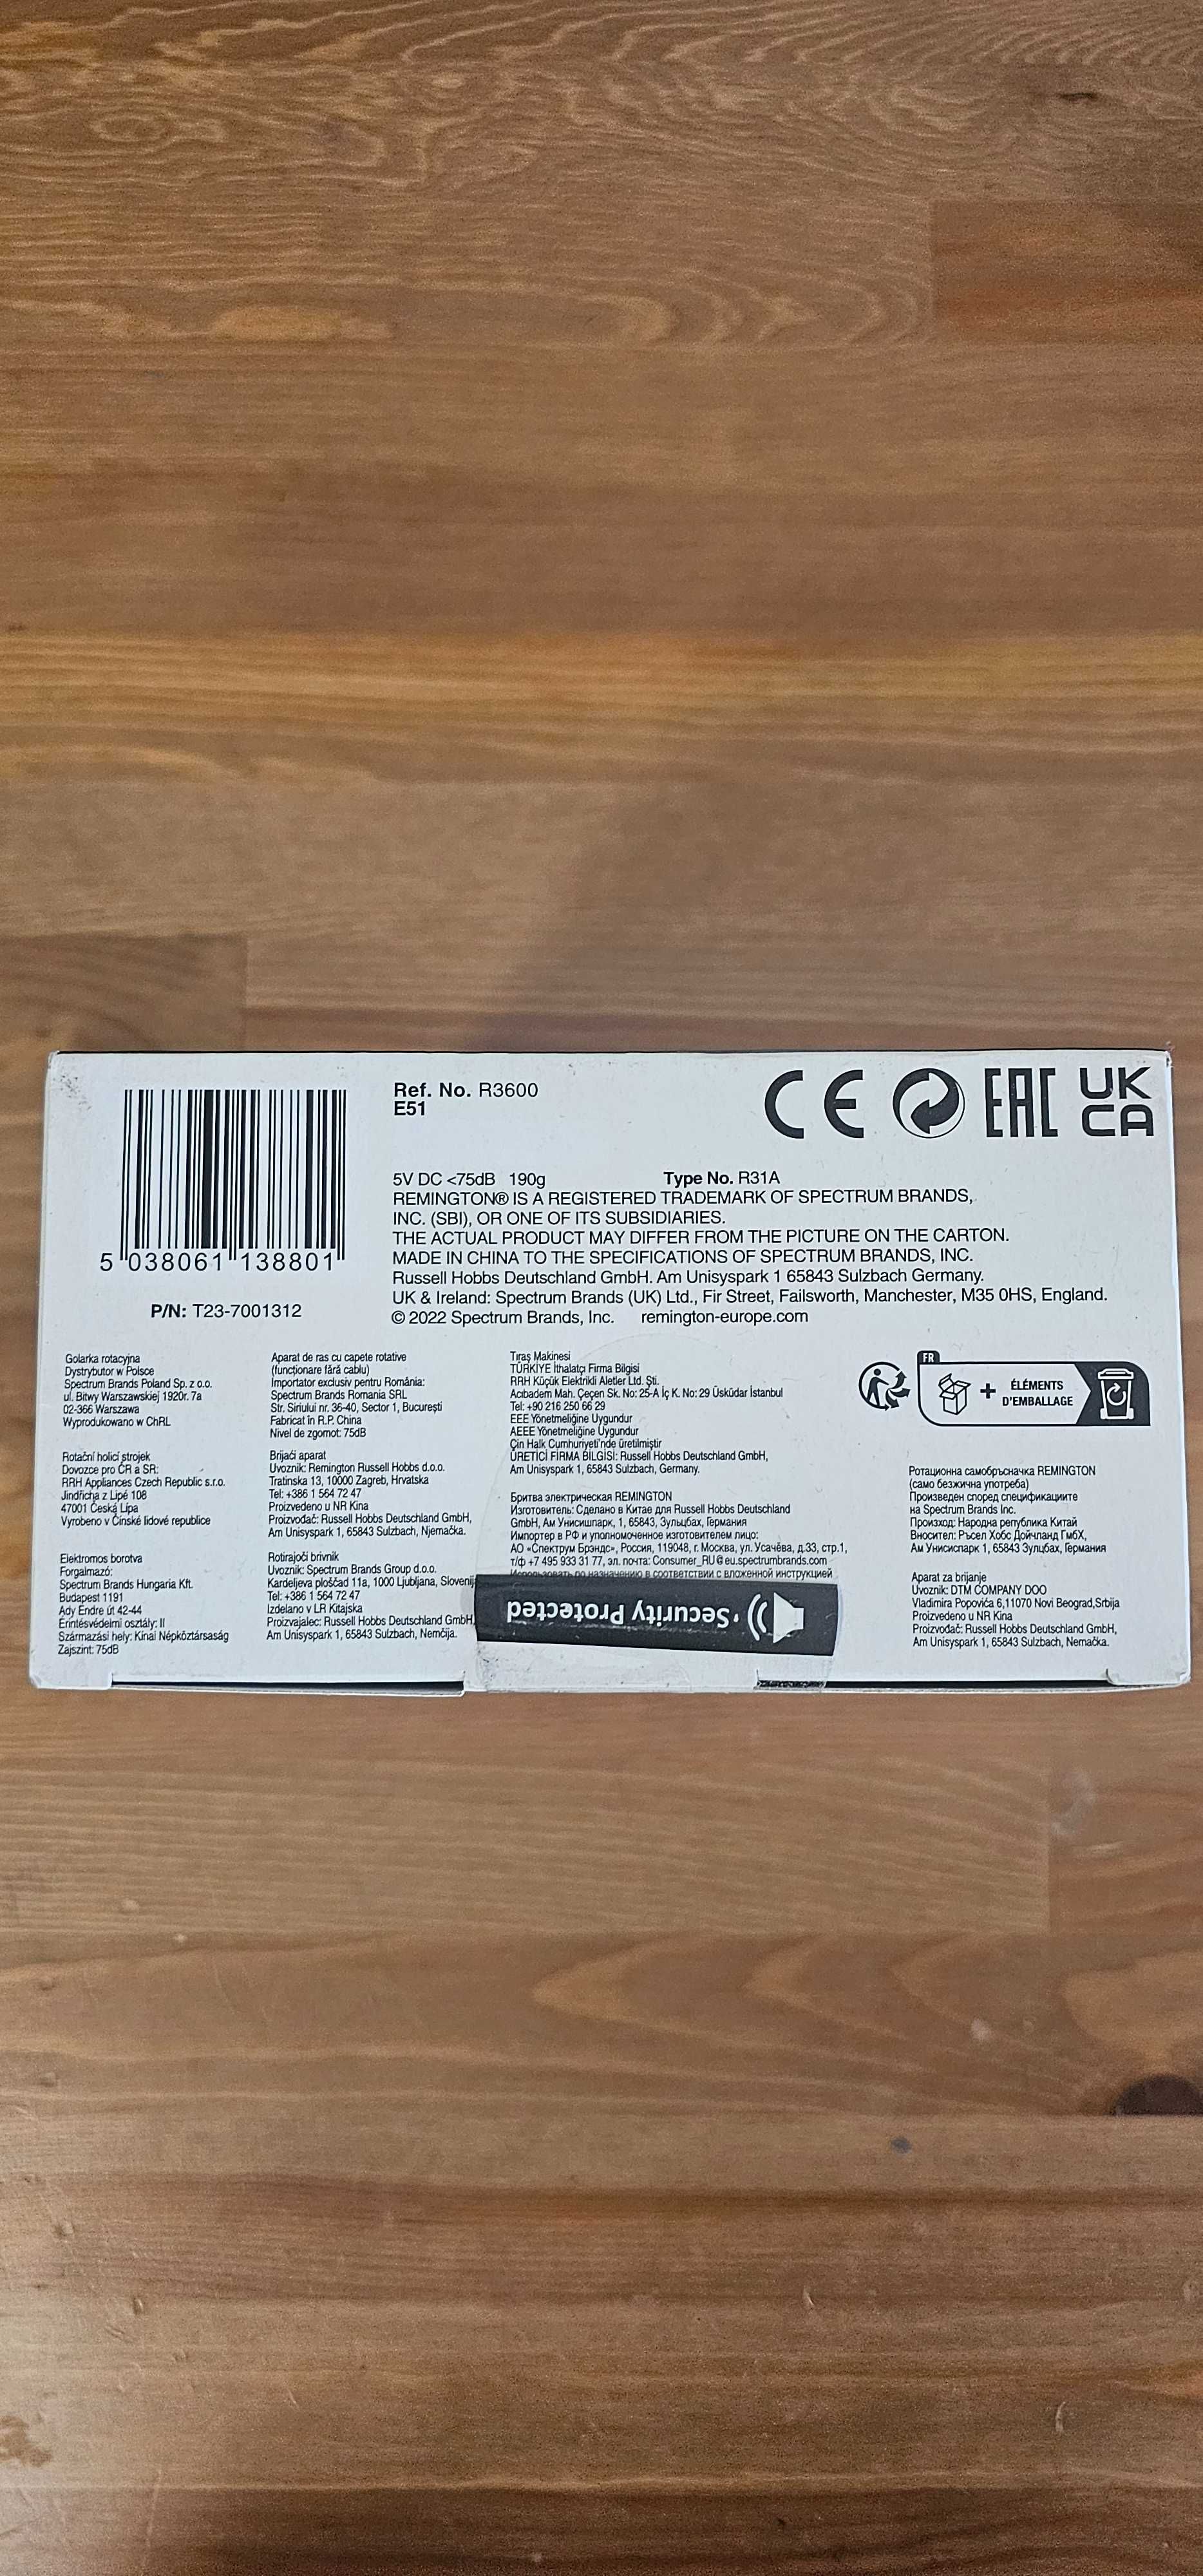 Ref. No. R3600
E51
CE
EAC
UK
CA
5 038061 138801
P/N: T23-7001312
5V DC <75dB 190g Type No. R31A
REMINGTON® IS A REGISTERED TRADEMARK OF SPECTRUM BRANDS,
INC. (SBI), OR ONE OF ITS SUBSIDIARIES.
THE ACTUAL PRODUCT MAY DIFFER FROM THE PICTURE ON THE CARTON.
MADE IN CHINA TO THE SPECIFICATIONS OF SPECTRUM BRANDS, INC.
Russell Hobbs Deutschland GmbH. Am Unisyspark 1 65843 Sulzbach Germany.
UK & Ireland: Spectrum Brands (UK) Ltd., Fir Street, Failsworth, Manchester, M35 0HS, England.
© 2022 Spectrum Brands, Inc. remington-europe.com
Golarka rotacyjna
Dystrybutor w Polsce
Spectrum Brands Poland Sp. z o.o.
ul. Bitwy Warszawskiej 1920r. 7a
02-366 Warszawa
Wyprodukowano w ChRL
Rotační holicí strojek
Dovozce pro ČR a SR:
RRH Appliances Czech Republic s.r.o.
Jindřicha z Lipé 108
47001 Česká Lípa
Vyrobeno v Čínské lidové republice
Elektromos borotva
Forgalmazó:
Spectrum Brands Hungaria Kft.
Budapest 1191
Ady Endre út 42-44
Érintésvédelmi osztály: II
Származási hely: Kínai Népköztársaság
Zajszint: 75dB
Aparat de ras cu capete rotative
(funcționare fără cablu)
Importator exclusiv pentru România:
Spectrum Brands Romania SRL
Str. Siriului nr. 36-40, Sector 1, București
Fabricat în R.P. China
Nivel de zgomot: 75dB
Brijaći aparat
Uvoznik: Remington Russell Hobbs d.o.o.
Tratinska 13, 10000 Zagreb, Hrvatska
Tel: +386 1 564 72 47
Proizvedeno u NR Kina
Proizvođač: Russell Hobbs Deutschland GmbH,
Am Unisyspark 1, 65843 Sulzbach, Njemačka.
Rotirajoči brivnik
Uvoznik: Spectrum Brands Group d.o.o.
Kardeljeva ploščad 11a, 1000 Ljubljana, Slovenij
Tel: +386 1 564 72 47
Izdelano v LR Kitajska
Proizvajalec: Russell Hobbs Deutschland GmbH,
Am Unisyspark 1, 65843 Sulzbach, Nemčija.
Tıraş Makinesi
TÜRKİYE İthalatçı Firma Bilgisi
RRH Küçük Elektrikli Aletler Ltd. Şti.
Acıbadem Mah. Çeçen Sk. No: 25-A İç K. No: 29 Üsküdar İstanbul
Tel: +90 216 250 66 29
EEE Yönetmeliğine Uygundur
AEEE Yönetmeliğine Uygundur
Çin Halk Cumhuriyeti'nde üretilmiştir
ÜRETİCİ FİRMA BİLGİSİ: Russell Hobbs Deutschland GmbH,
Am Unisyspark 1, 65843 Sulzbach, Germany.
Бритва электрическая REMINGTON
Изготовитель: Сделано в Китае для Russell Hobbs Deutschland
GmbH, Ам Унисишпарк, 1, 65843, Зульцбах, Германия
Импортер в РФ и уполномоченное изготовителем лицо:
АО «Спектрум Брэндс», Россия, 119048, г. Москва, ул. Усачёва, д.33, стр.1,
т/ф +7 495 933 31 77, эл. почта: Consumer_RU@eu.spectrumbrands.com
Использовать по назначению в соответствии с вложенной инструкцией
Security Protected
FR
ÉLÉMENTS
D'EMBALLAGE
Ротационна самобръсначка REMINGTON
(само безжична употреба)
Произведен според спецификациите
на Spectrum Brands Inc.
Произход: Народна република Китай
Вносител: Ръсел Хобс Дойчланд ГмбХ,
Ам Унисиспарк 1, 65843 Зулцбах, Германия
Aparat za brijanje
Uvoznik: DTM COMPANY DOO
Vladimira Popovića 6,11070 Novi Beograd,Srbija
Proizvedeno u NR Kina
Proizvođač: Russell Hobbs Deutschland GmbH,
Am Unisyspark 1, 65843 Sulzbach, Nemačka.